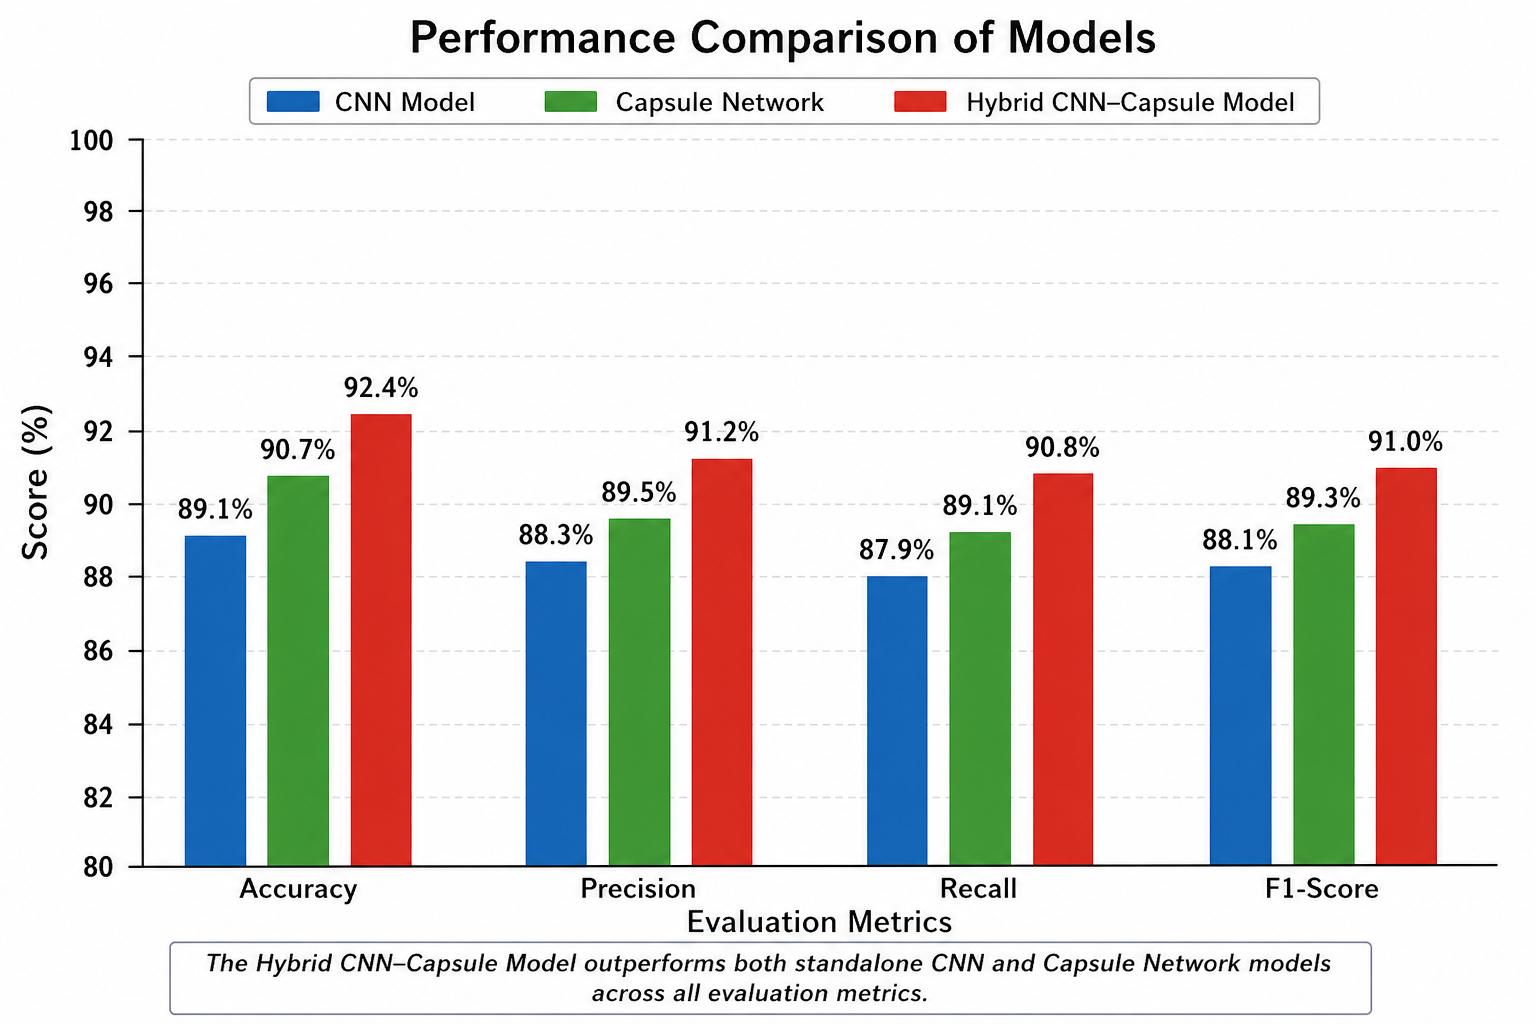 Performance Comparison of Models
CNN Model Capsule Network Hybrid CNN–Capsule Model
100
98
96
94
92
90
88
86
84
82
80
Score (%)
89.1% 90.7% 92.4%
88.3% 89.5% 91.2%
87.9% 89.1% 90.8%
88.1% 89.3% 91.0%
Accuracy Precision Recall F1-Score
Evaluation Metrics
The Hybrid CNN–Capsule Model outperforms both standalone CNN and Capsule Network models
across all evaluation metrics.